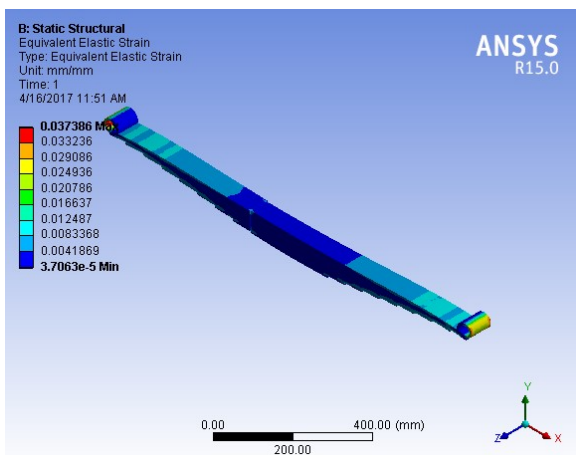 B: Static Structural
Equivalent Elastic Strain
Type: Equivalent Elastic Strain
Unit: mm/mm
Time: 1
4/16/2017 11:51 AM
ANSYS
R15.0
0.037386 Max
0.033236
0.029086
0.024936
0.020786
0.016637
0.012487
0.0083368
0.0041869
3.7063e-5 Min
0.00
400.00 (mm)
200.00
Y
Z
X